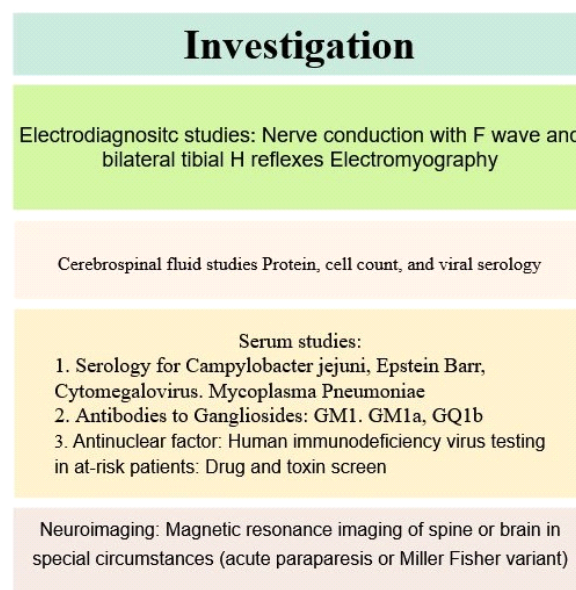 Investigation
Electrodiagnositc studies: Nerve conduction with F wave and
bilateral tibial H reflexes Electromyography
Cerebrospinal fluid studies Protein, cell count, and viral serology
Serum studies:
1. Serology for Campylobacter jejuni, Epstein Barr,
Cytomegalovirus. Mycoplasma Pneumoniae
2. Antibodies to Gangliosides: GM1. GM1a, GQ1b
3. Antinuclear factor: Human immunodeficiency virus testing
in at-risk patients: Drug and toxin screen
Neuroimaging: Magnetic resonance imaging of spine or brain in
special circumstances (acute paraparesis or Miller Fisher variant)